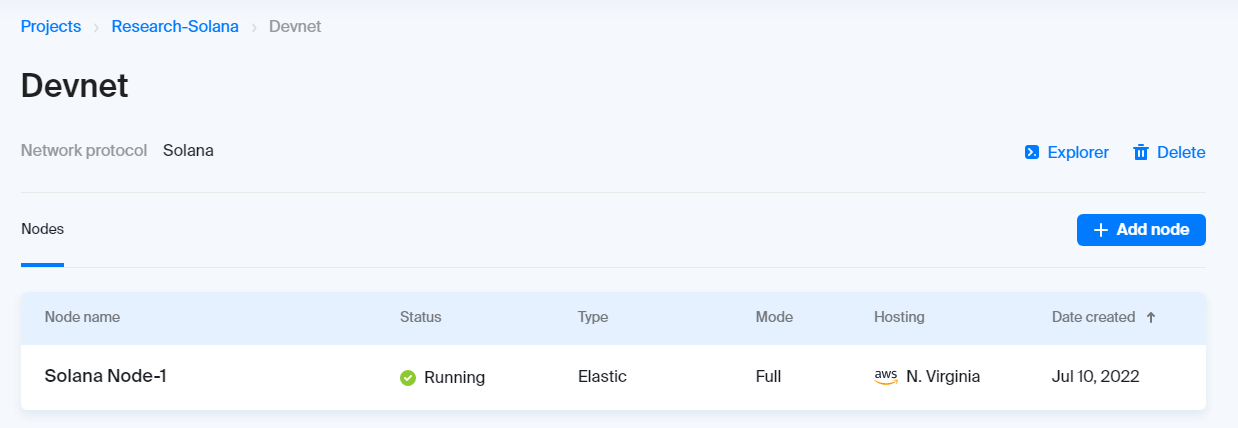 Projects › Research-Solana › Devnet
Devnet
Network protocol Solana
Explorer Delete
Nodes
+ Add node
Node name Status Type Mode Hosting Date created ↑
Solana Node-1 Running Elastic Full aws N. Virginia Jul 10, 2022